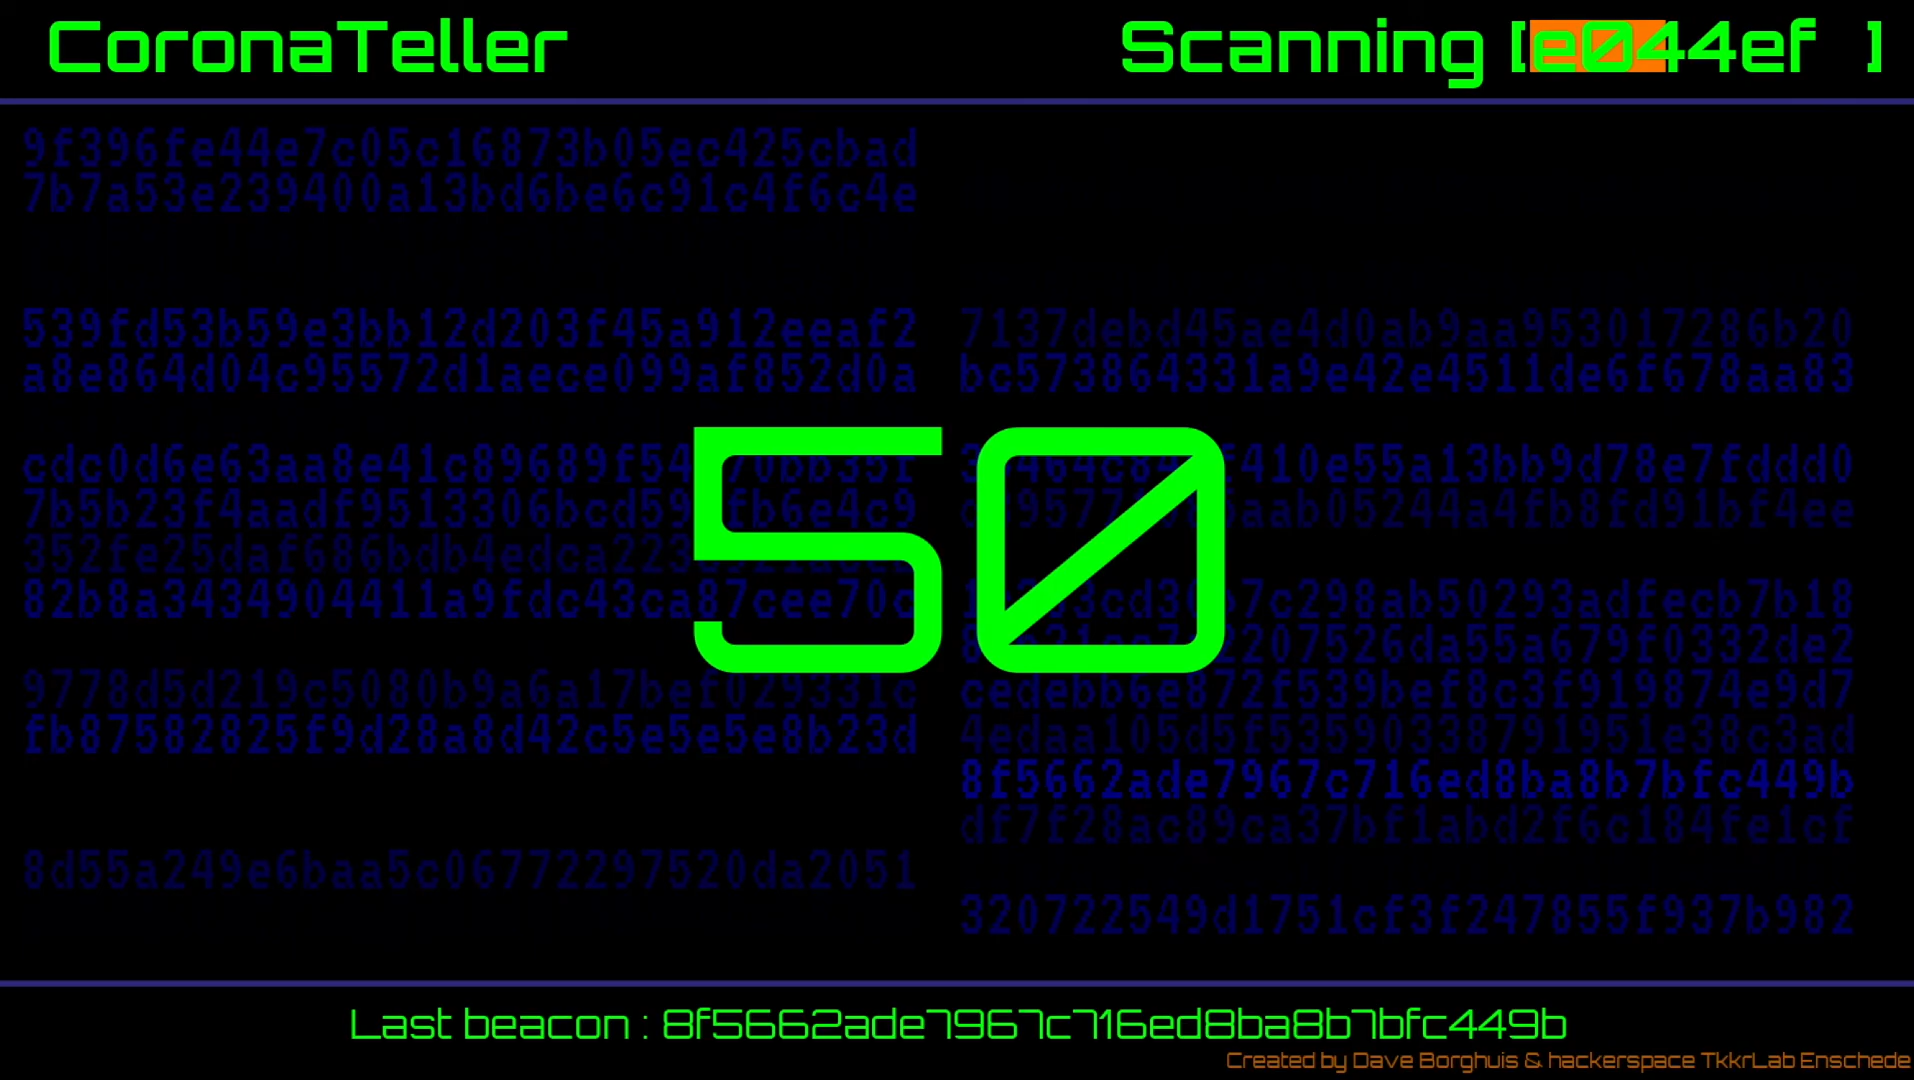 CoronaTeller
Scanning [e044ef ]
9f396fe44e7c05c16873b05ec425cbad
7b7a53e239400a13bd6be6c91c4f6c4e
539fd53b59e3bb12d203f45a912eeaf2 7137debd45ae4d0ab9aa953017286b20
a8e864d04c95572d1aece099af852d0a bc573864331a9e42e4511de6f678aa83
50
9778d5d219c5080b9a6a17bef029331c cedebb6e872f539bef8c3f919874e9d7
fb87582825f9d28a8d42c5e5e5e8b23d 4edaa105d5f53590338791951e38c3ad
8f5662ade7967c716ed8ba8b7bfc449b
df7f28ac89ca37bf1abd2f6c184fe1cf
8d55a249e6baa5c06772297520da2051
320722549d1751cf3f247855f937b982
Last beacon : 8f5662ade7967c716ed8ba8b7bfc449b
Created by Dave Borghuis & hackerspace TkkrLab Enschede